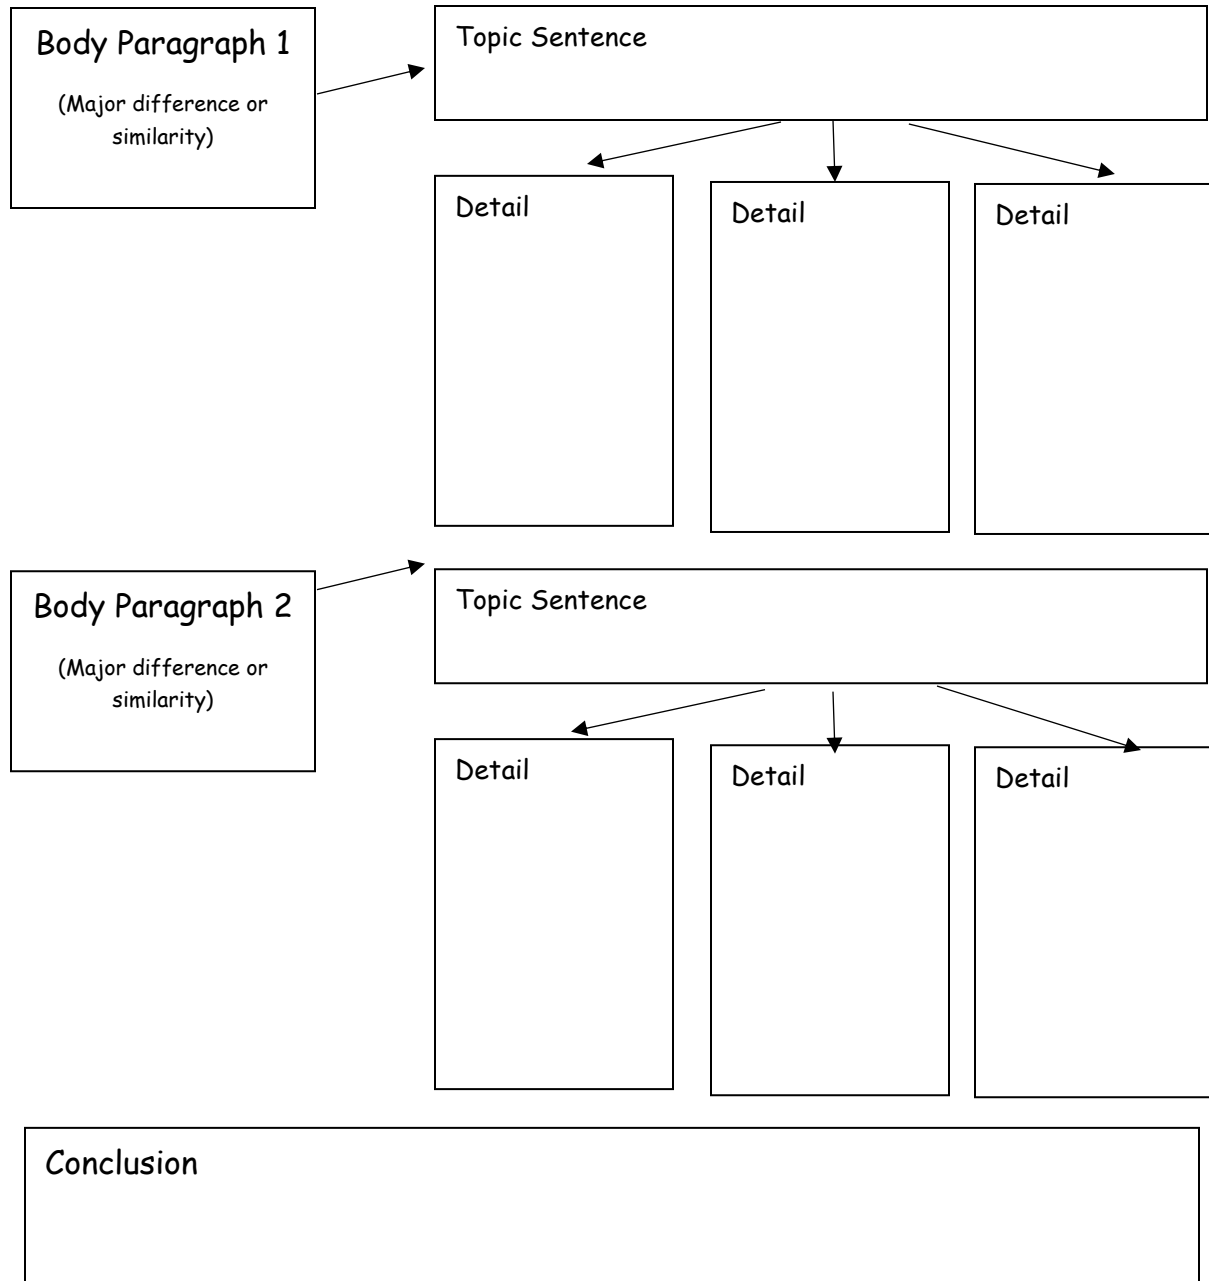 Body Paragraph 1
(Major difference or
similarity)
Topic Sentence
Detail
Detail
Detail
Body Paragraph 2
(Major difference or
similarity)
Topic Sentence
Detail
Detail
Detail
Conclusion